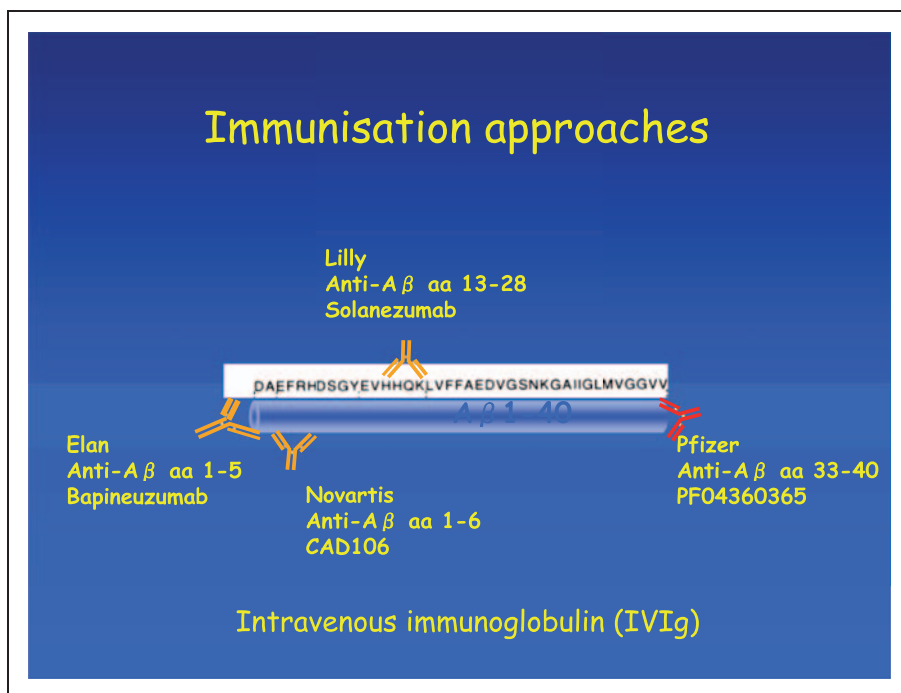 Immunisation approaches
Lilly
Anti-Aβ aa 13-28
Solanezumab
DAEFRHDSGYEVHHQKLVFFAEDVGSNKGAIIGLMVGGVV
Aβ1-40
Elan
Anti-Aβ aa 1-5
Bapineuzumab
Novartis
Anti-Aβ aa 1-6
CAD106
Pfizer
Anti-Aβ aa 33-40
PF04360365
Intravenous immunoglobulin (IVIg)